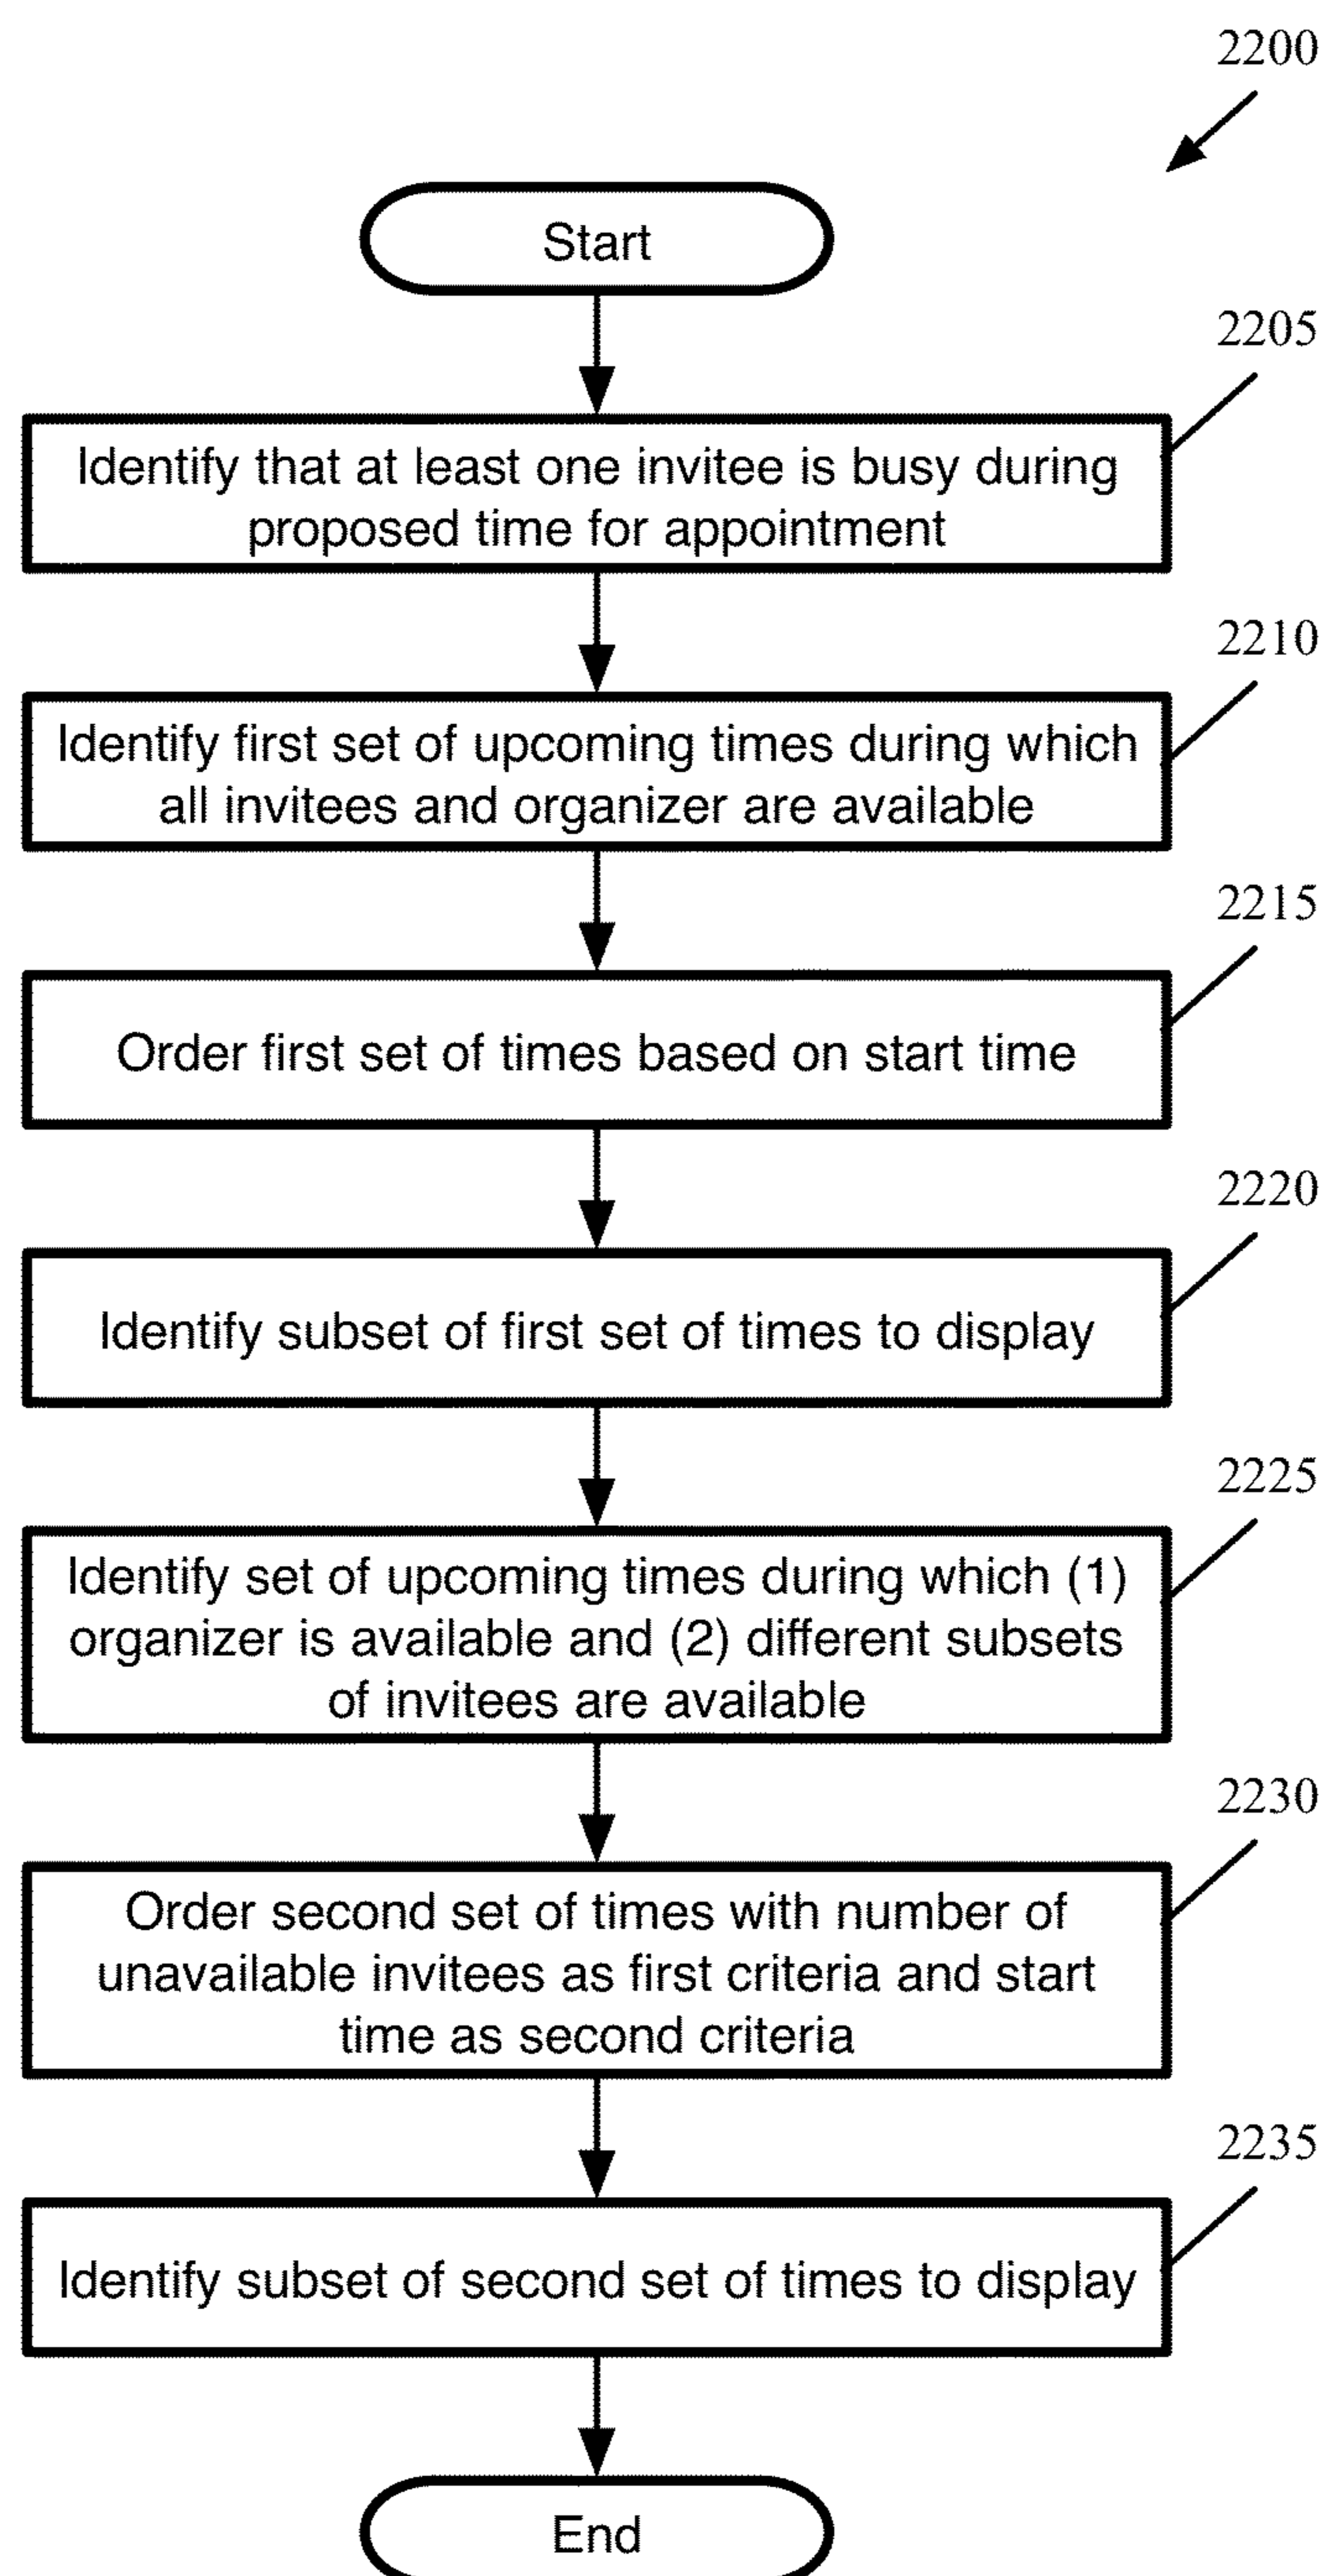 2200
Start
2205
Identify that at least one invitee is busy during
proposed time for appointment
2210
Identify first set of upcoming times during which
all invitees and organizer are available
2215
Order first set of times based on start time
2220
Identify subset of first set of times to display
2225
Identify set of upcoming times during which (1)
organizer is available and (2) different subsets
of invitees are available
2230
Order second set of times with number of
unavailable invitees as first criteria and start
time as second criteria
2235
Identify subset of second set of times to display
End